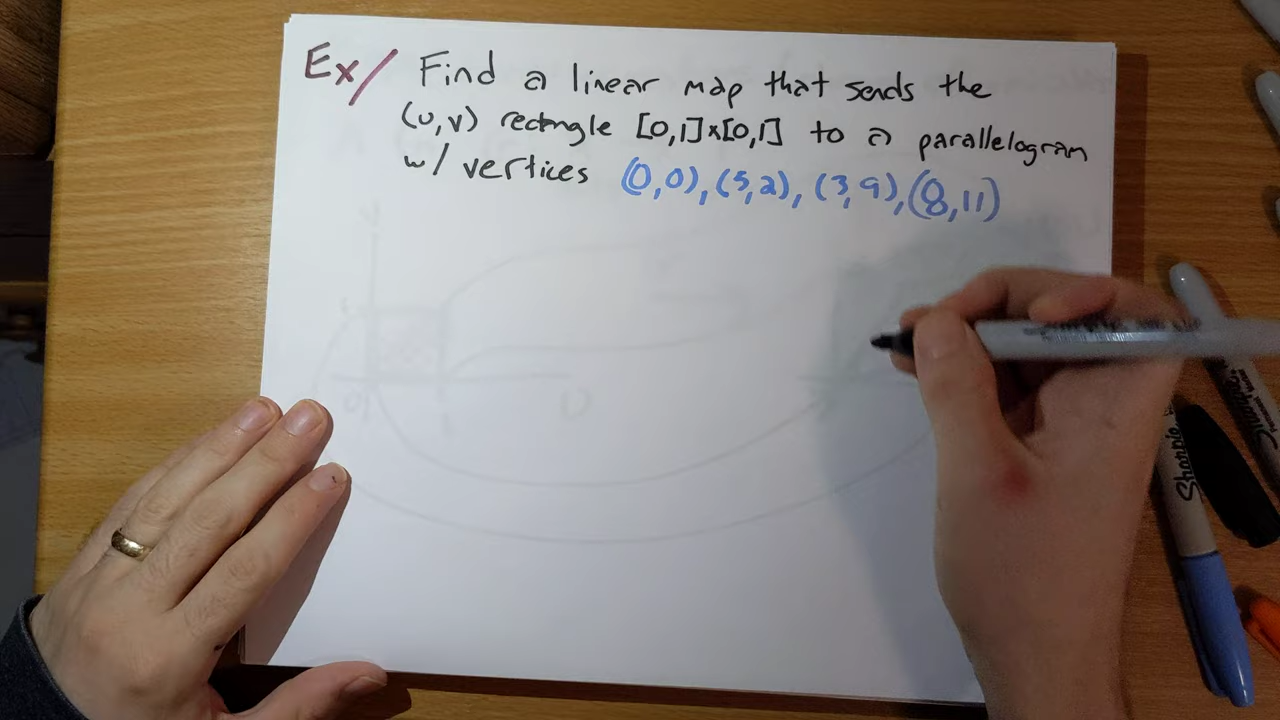 Ex/ Find a linear map that sends the
(u,v) rectangle [0,1]x[0,1] to a parallelogram
w/ vertices (0,0), (5,2), (3,9), (8,11)
Sharpie